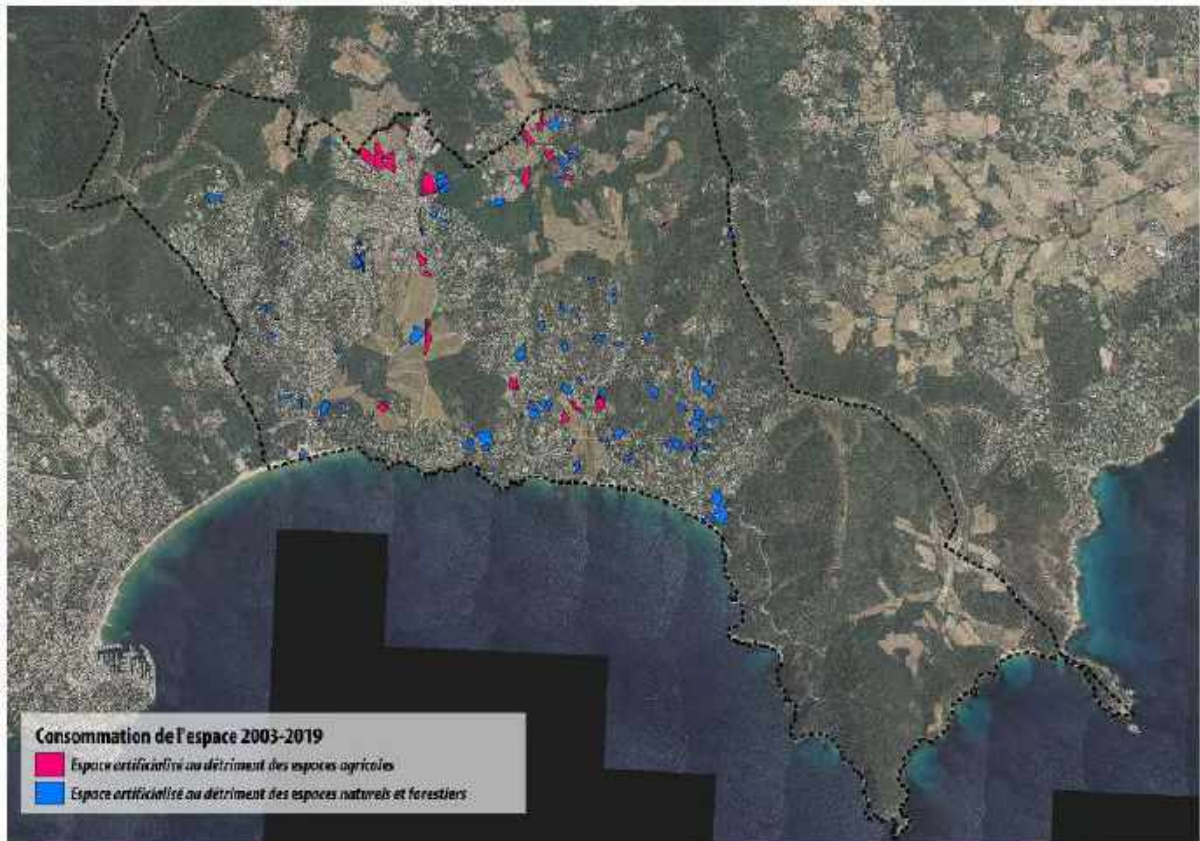 Consommation de l'espace 2003-2019
Espace artificialisé au détriment des espaces agricoles
Espace artificialisé au détriment des espaces naturels et forestiers